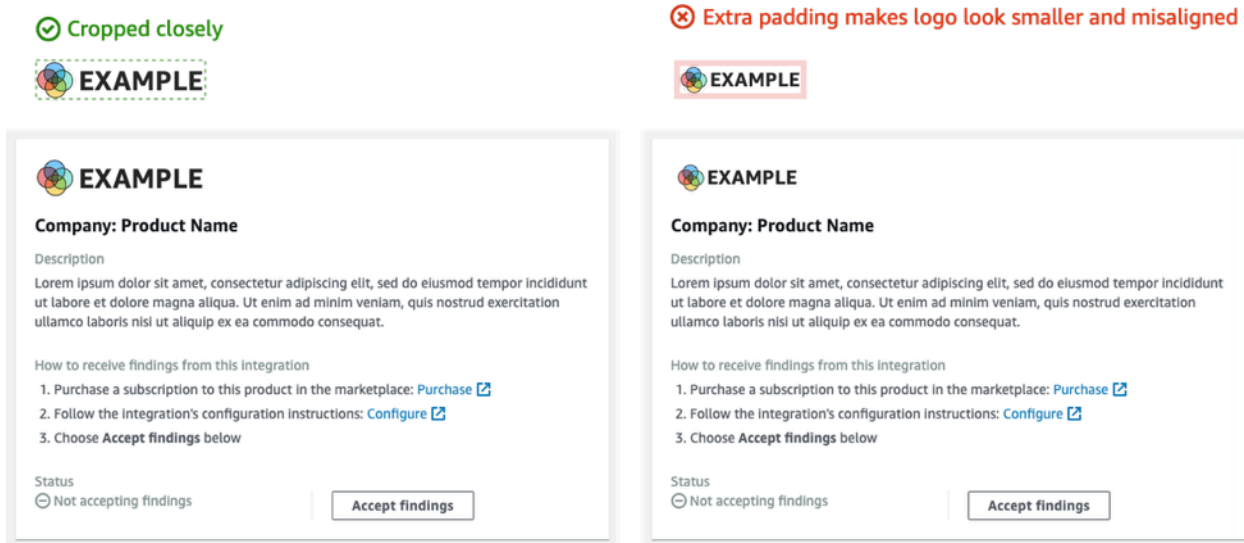 Cropped closely
EXAMPLE
EXAMPLE
Company: Product Name
Description
Lorem ipsum dolor sit amet, consectetur adipiscing elit, sed do eiusmod tempor incididunt
ut labore et dolore magna aliqua. Ut enim ad minim veniam, quis nostrud exercitation
ullamco laboris nisi ut aliquip ex ea commodo consequat.
How to receive findings from this integration
1. Purchase a subscription to this product in the marketplace: Purchase
2. Follow the integration's configuration instructions: Configure
3. Choose Accept findings below
Status
Not accepting findings
Accept findings
Extra padding makes logo look smaller and misaligned
EXAMPLE
EXAMPLE
Company: Product Name
Description
Lorem ipsum dolor sit amet, consectetur adipiscing elit, sed do eiusmod tempor incididunt
ut labore et dolore magna aliqua. Ut enim ad minim veniam, quis nostrud exercitation
ullamco laboris nisi ut aliquip ex ea commodo consequat.
How to receive findings from this integration
1. Purchase a subscription to this product in the marketplace: Purchase
2. Follow the integration's configuration instructions: Configure
3. Choose Accept findings below
Status
Not accepting findings
Accept findings